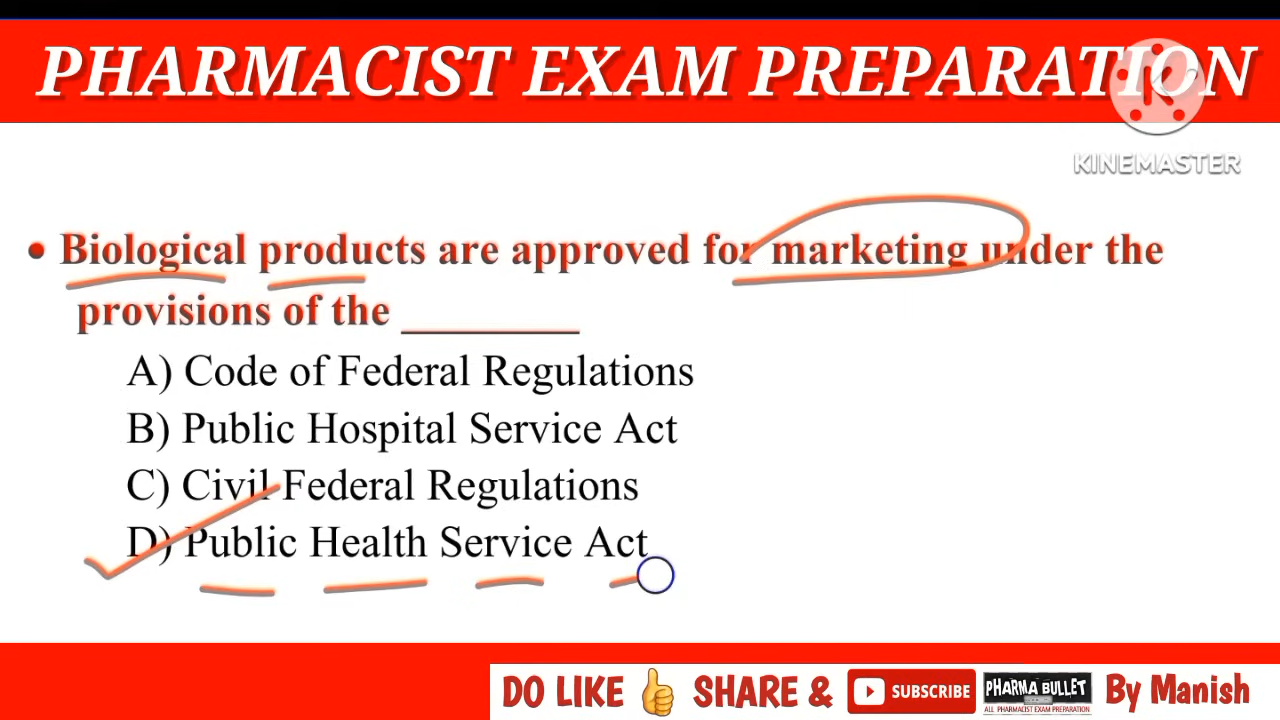 PHARMACIST EXAM PREPARATION
KINEMASTER
• Biological products are approved for marketing under the
provisions of the ________
A) Code of Federal Regulations
B) Public Hospital Service Act
C) Civil Federal Regulations
D) Public Health Service Act
DO LIKE 👍 SHARE & SUBSCRIBE PHARMA BULLET By Manish
ALL PHARMACIST EXAM PREPARATION